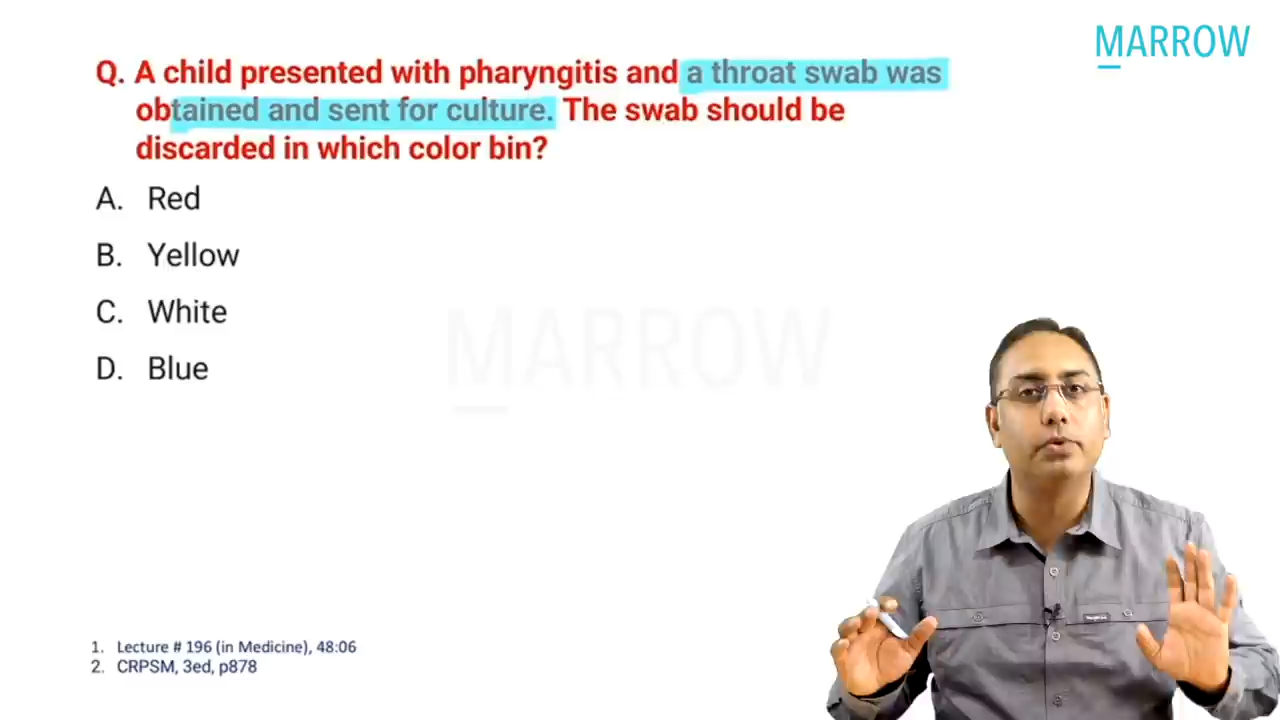 MARROW
Q. A child presented with pharyngitis and a throat swab was
obtained and sent for culture. The swab should be
discarded in which color bin?
A. Red
B. Yellow
C. White
D. Blue
MARROW
1. Lecture # 196 (in Medicine), 48:06
2. CRPSM, 3ed, p878